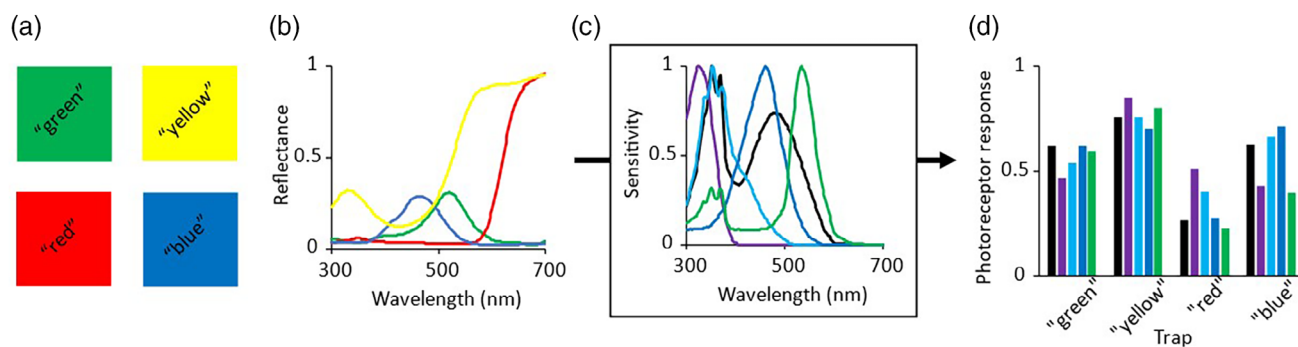 (a)
"green"
"yellow"
"red"
"blue"
(b)
1
0.5
0
300
500
700
Reflectance
Wavelength (nm)
(c)
1
0.5
0
300
500
700
Sensitivity
Wavelength (nm)
(d)
1
0.5
0
Photoreceptor response
"green"
"yellow"
"red"
"blue"
Trap